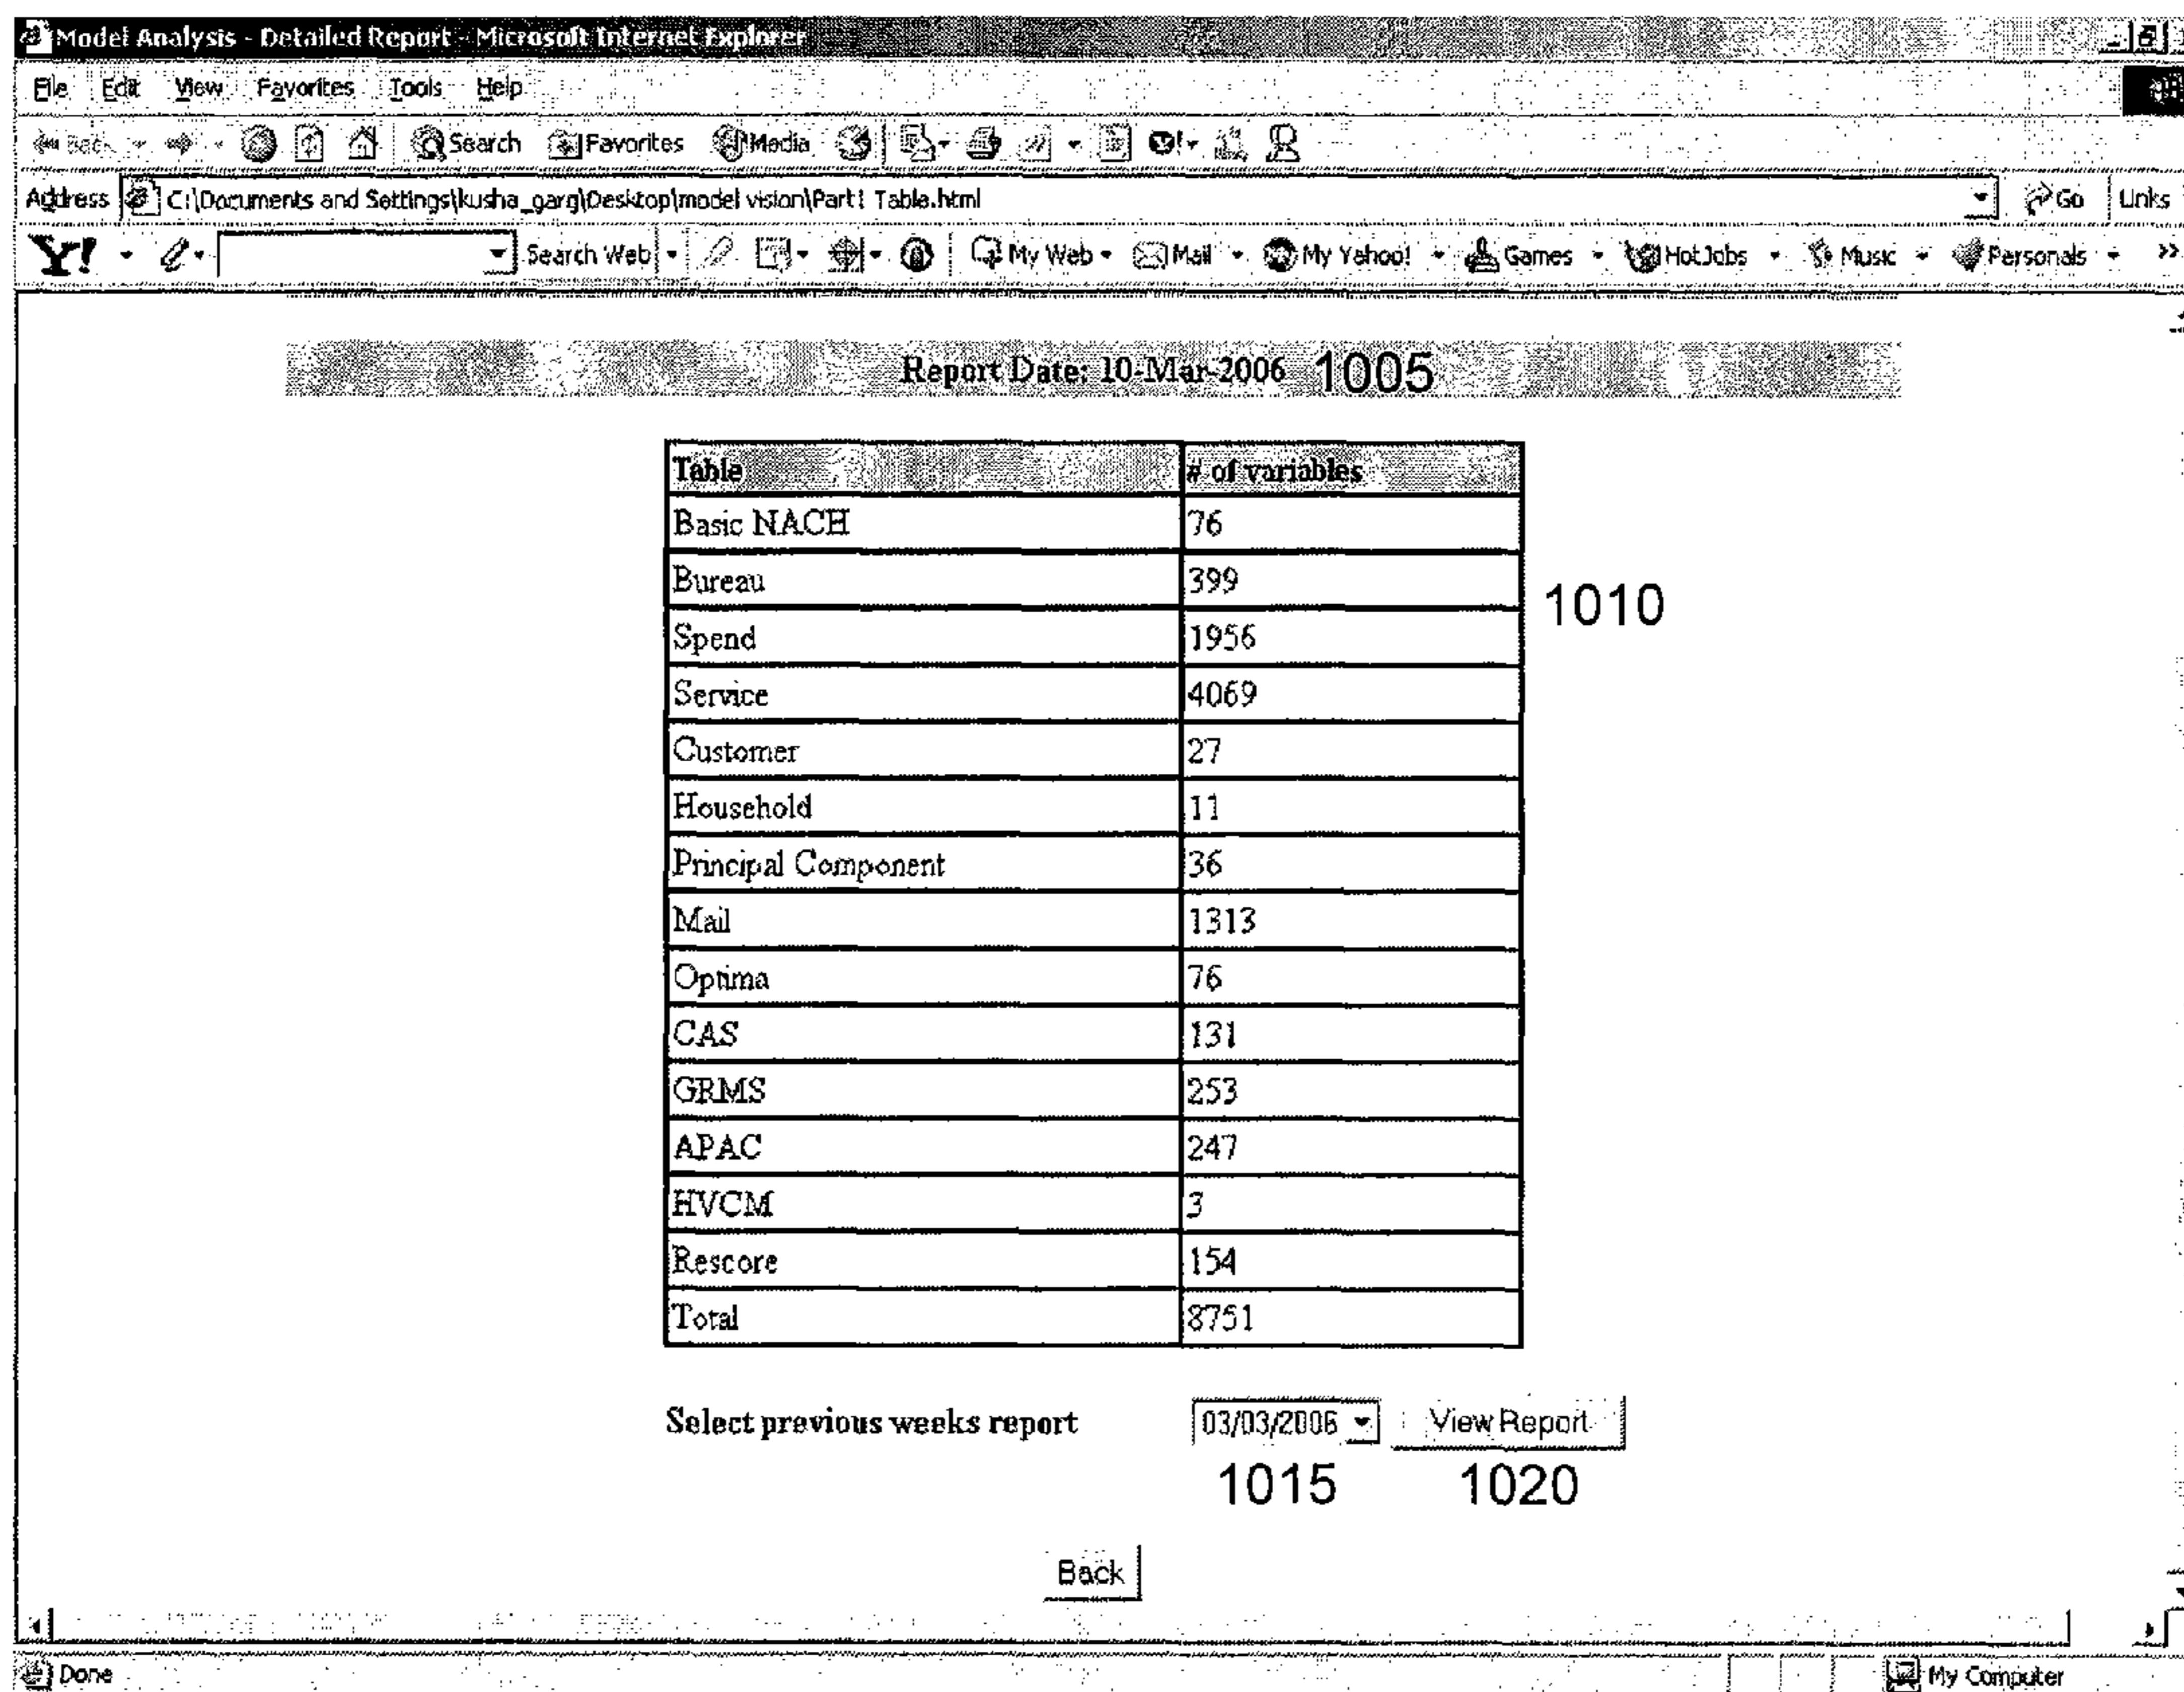 Model Analysis - Detailed Report - Microsoft Internet Explorer
File Edit View Favorites Tools Help
Back Search Favorites Media
Address C:\Documents and Settings\kusha_garg\Desktop\model vision\Part1 Table.html Go Links
Y! Search Web My Web Mail My Yahoo! Games HotJobs Music Personals >>
Report Date: 10-Mar-2006 1005
Table # of variables
Basic NACH 76
Bureau 399
1010
Spend 1956
Service 4069
Customer 27
Household 11
Principal Component 36
Mail 1313
Optima 76
CAS 131
GRMS 253
APAC 247
HVCM 3
Rescore 154
Total 8751
Select previous weeks report 03/03/2006 View Report
1015 1020
Back
Done My Computer